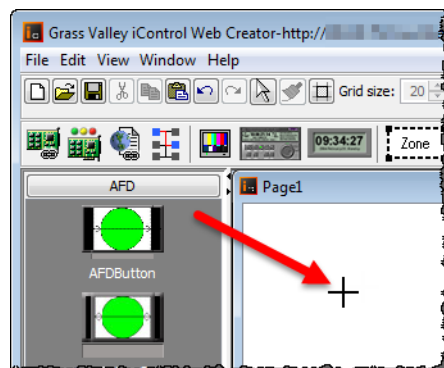 Grass Valley iControl Web Creator-http://
File Edit View Window Help
Grid size: 20
09:34:27
Zone
AFD
Page1
AFDButton